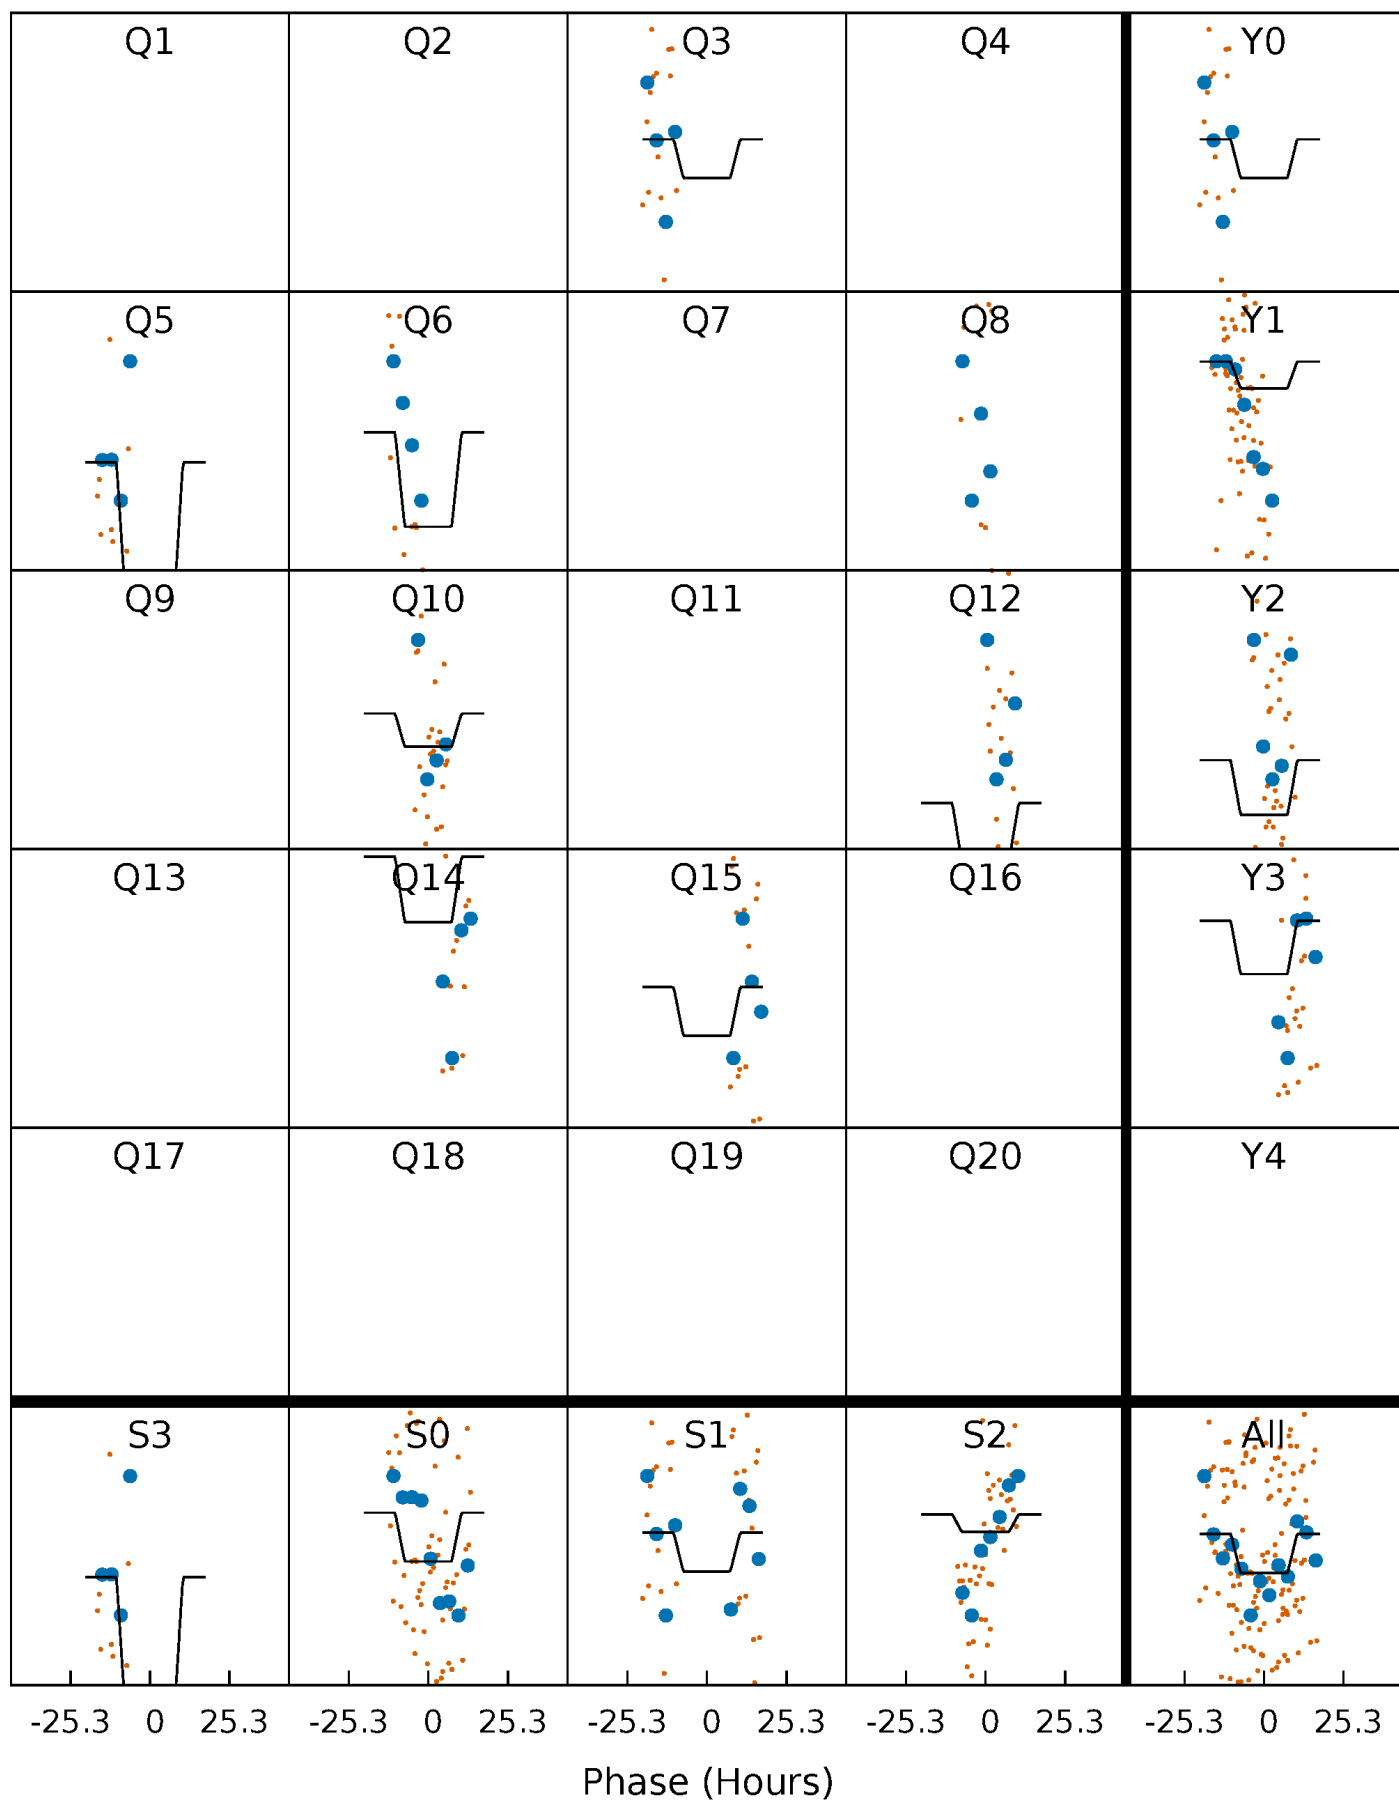 Q1 Q2 Q3 Q4 Y0
Q5 Q6 Q7 Q8 Y1
Q9 Q10 Q11 Q12 Y2
Q13 Q14 Q15 Q16 Y3
Q17 Q18 Q19 Q20 Y4
S3 S0 S1 S2 All
-25.3 0 25.3 -25.3 0 25.3 -25.3 0 25.3 -25.3 0 25.3 -25.3 0 25.3
Phase (Hours)